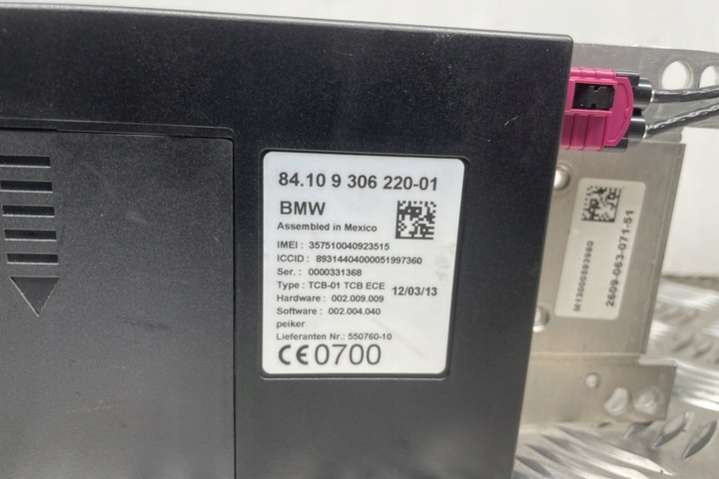 84.10 9 306 220-01
BMW
Assembled in Mexico
IMEI : 357510040923515
ICCID : 89314404000051997360
Ser. : 0000331368
Type : TCB-01 TCB ECE 12/03/13
Hardware : 002.009.009
Software : 002.004.040
peiker
Lieferanten Nr.: 550760-10
CE0700
M13000593980
2609-063-071-51